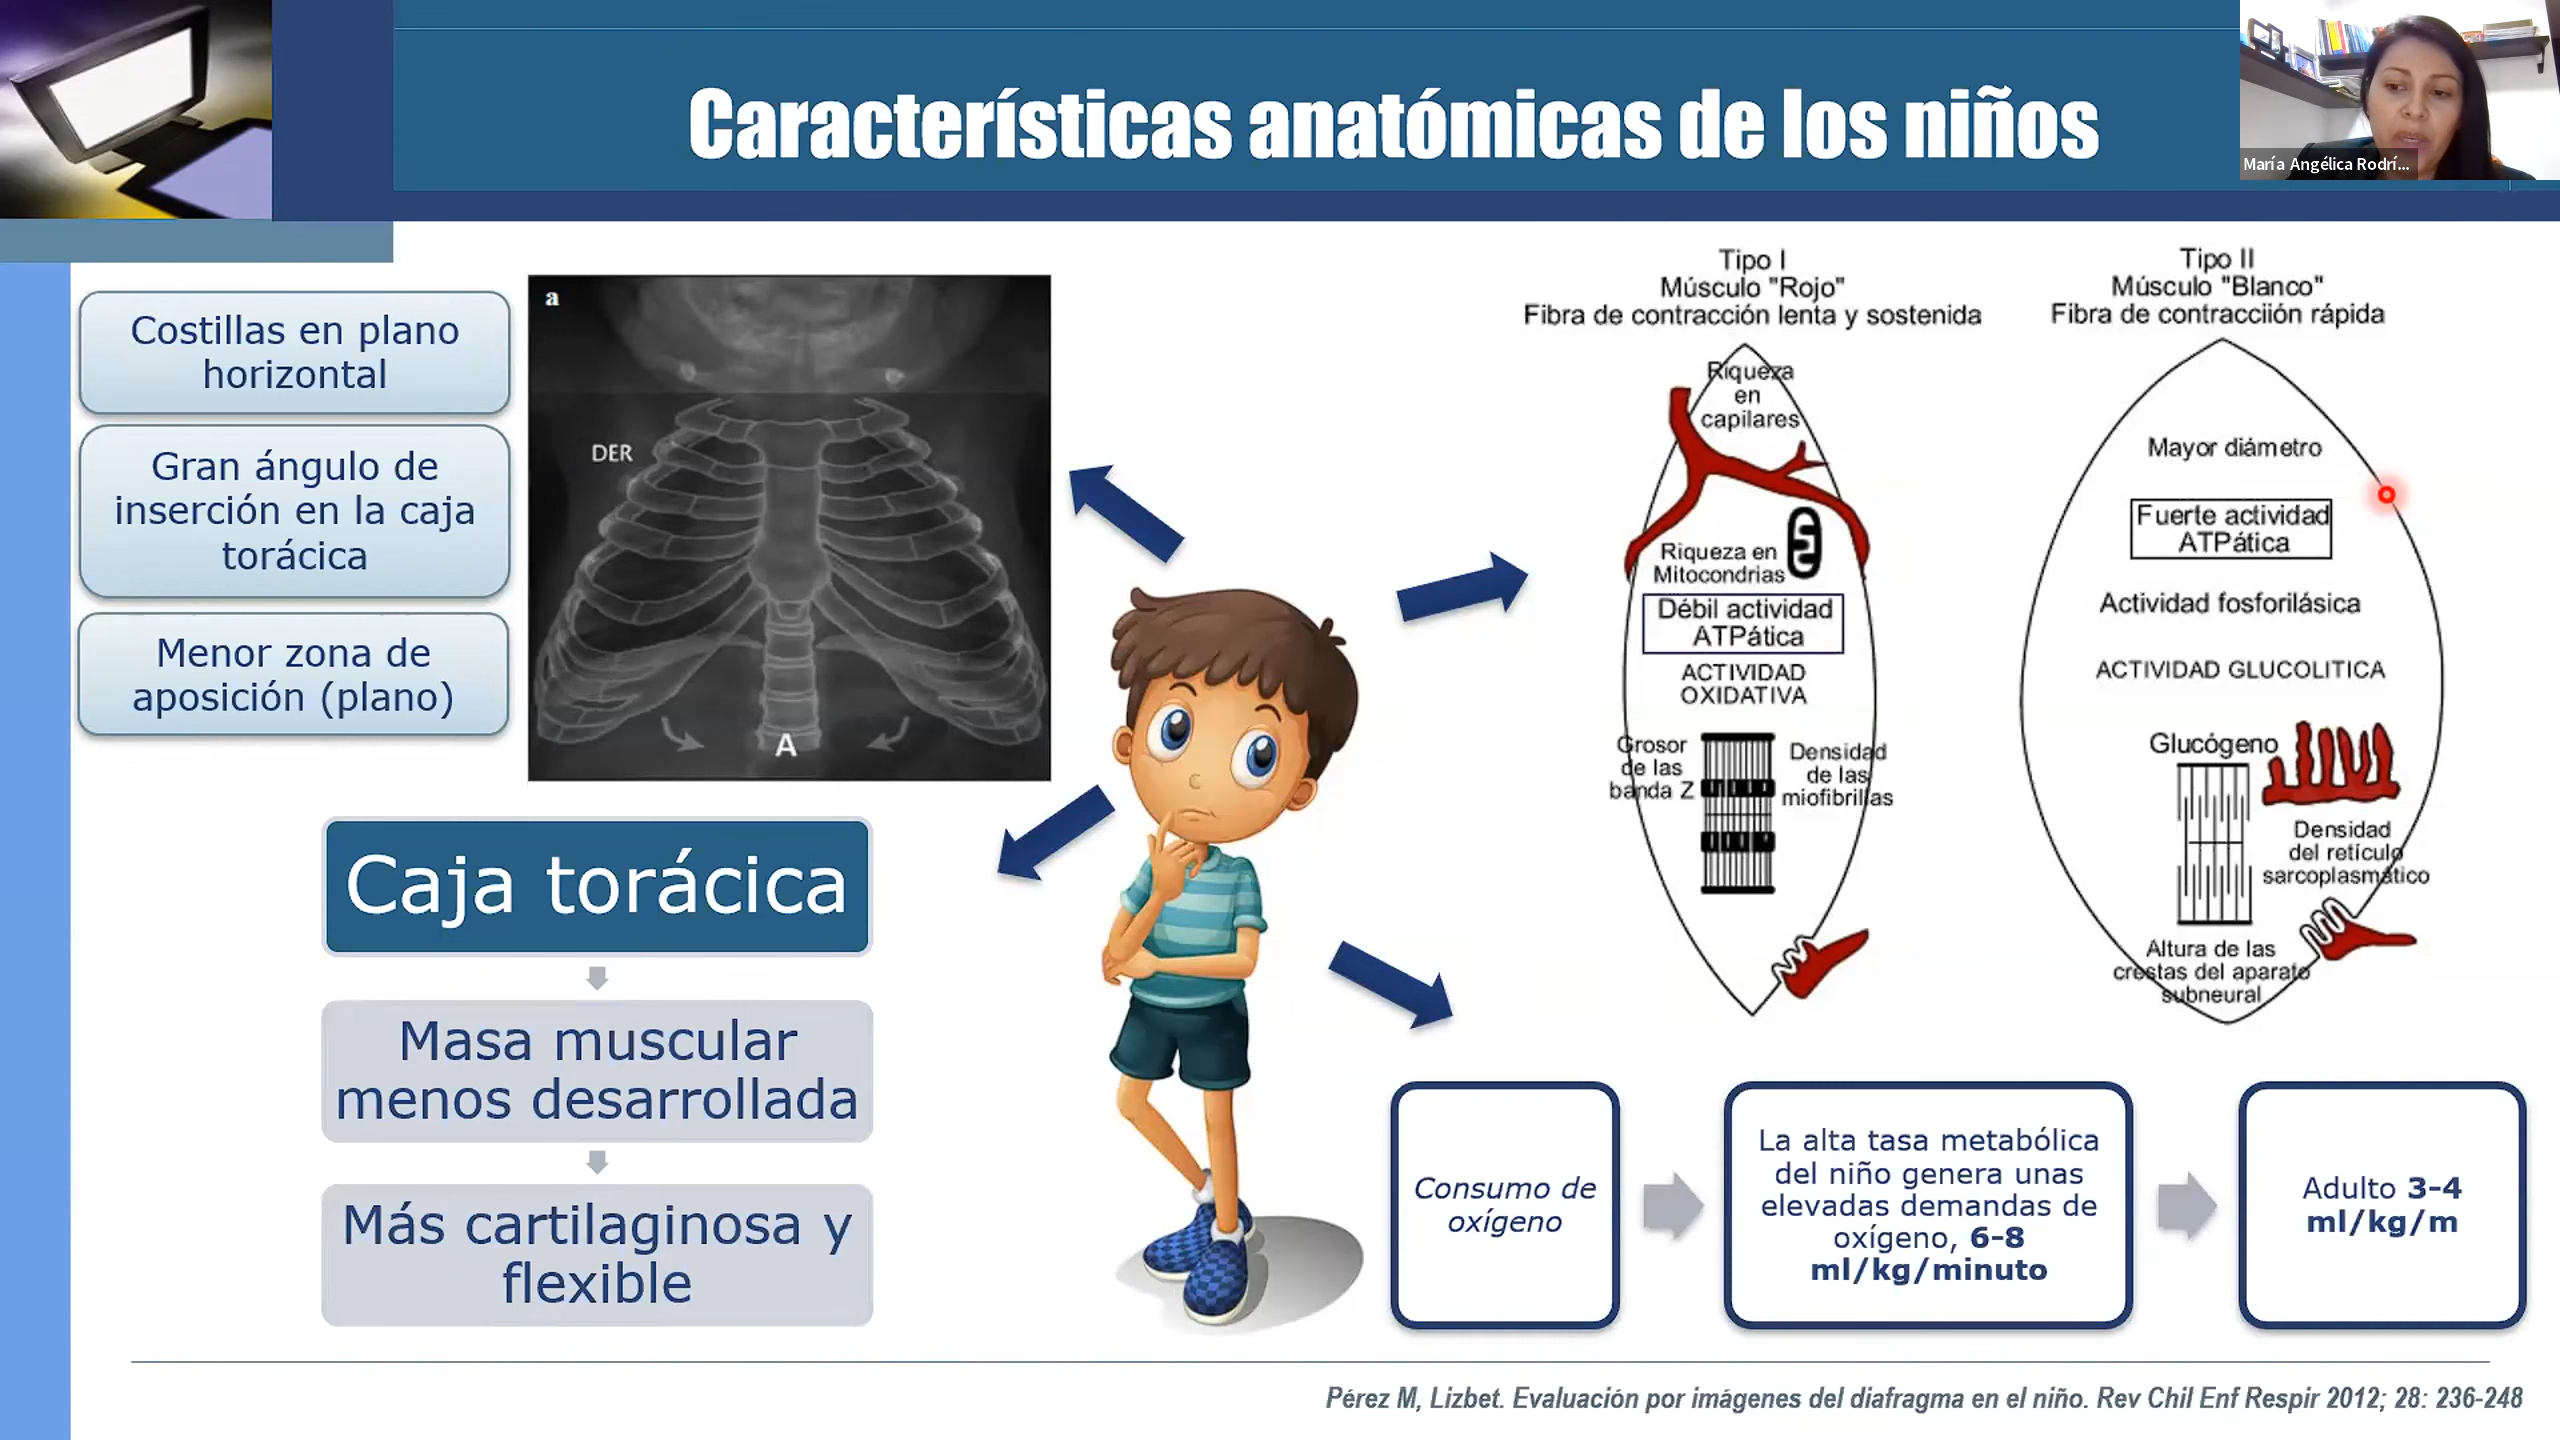 Características anatómicas de los niños
María Angélica Rodrí...
Costillas en plano
horizontal
Gran ángulo de
inserción en la caja
torácica
Menor zona de
aposición (plano)
a
DER
A
Caja torácica
Masa muscular
menos desarrollada
Más cartilaginosa y
flexible
Tipo I
Músculo "Rojo"
Fibra de contracción lenta y sostenida
Riqueza
en
capilares
Riqueza en
Mitocondrias
Débil actividad
ATPática
ACTIVIDAD
OXIDATIVA
Grosor
de las
banda Z
Densidad
de las
miofibrillas
Tipo II
Músculo "Blanco"
Fibra de contracciión rápida
Mayor diámetro
Fuerte actividad
ATPática
Actividad fosforilásica
ACTIVIDAD GLUCOLITICA
Glucógeno
Densidad
del retículo
sarcoplasmático
Altura de las
crestas del aparato
subneural
Consumo de
oxígeno
La alta tasa metabólica
del niño genera unas
elevadas demandas de
oxígeno, 6-8
ml/kg/minuto
Adulto 3-4
ml/kg/m
Pérez M, Lizbet. Evaluación por imágenes del diafragma en el niño. Rev Chil Enf Respir 2012; 28: 236-248